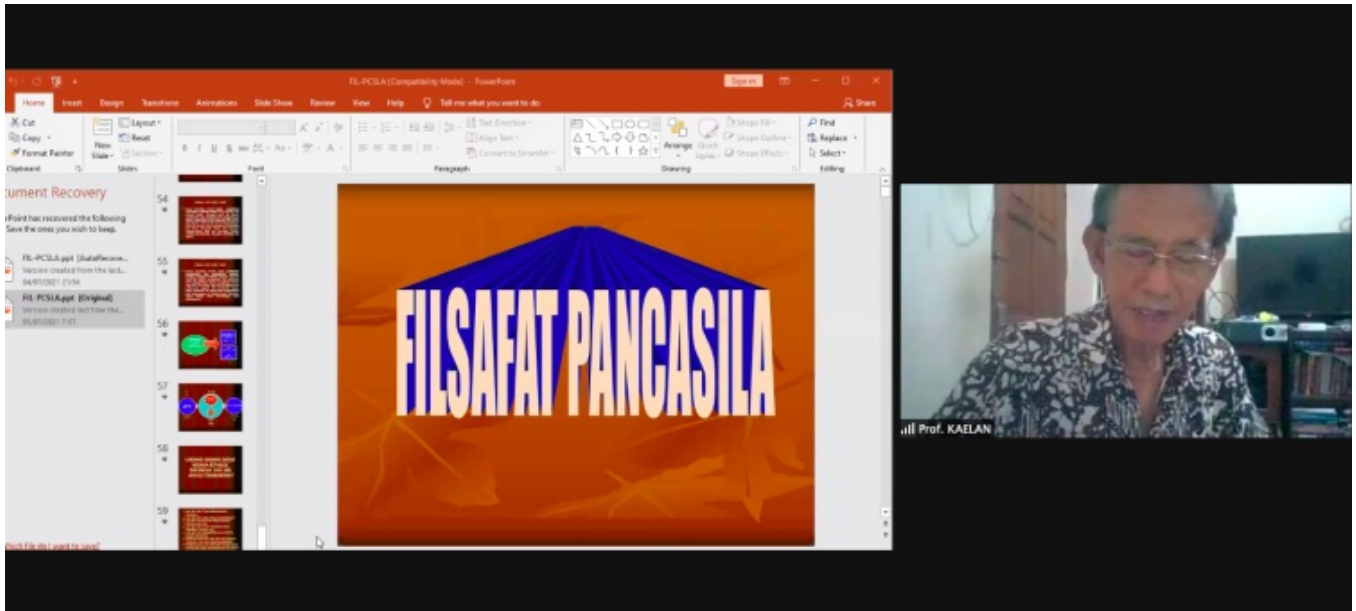 FIL-PCSLA [Compatibility Mode] - PowerPoint
Sign in
Home Insert Design Transitions Animations Slide Show Review View Help Tell me what you want to do
Share
Cut
Copy
Format Painter
Clipboard
New Slide
Layout
Reset
Section
Slides
Font
Text Direction
Align Text
Convert to SmartArt
Paragraph
Arrange
Quick Styles
Shape Fill
Shape Outline
Shape Effects
Drawing
Find
Replace
Select
Editing
cument Recovery
rPoint has recovered the following
Save the ones you wish to keep.
FIL-PCSLA.ppt [AutoRecove...
Version created from the last...
04/07/2021 21:54
FIL-PCSLA.ppt [Original]
Version created last time the...
05/07/2021 7:17
hich file do I want to save?
54
55
56
57
58
59
FILSAFAT PANCASILA
Prof. KAELAN